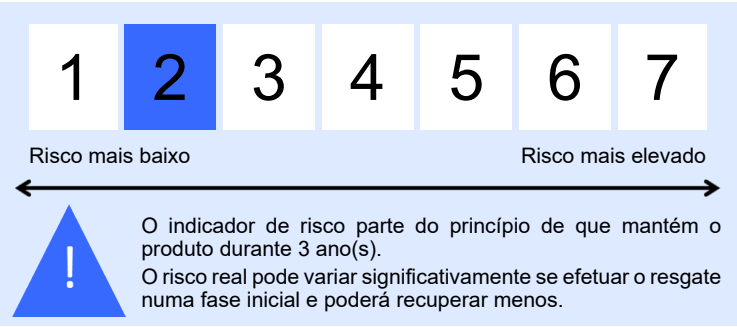 1 2 3 4 5 6 7
Risco mais baixo Risco mais elevado
!
O indicador de risco parte do princípio de que mantém o
produto durante 3 ano(s).
O risco real pode variar significativamente se efetuar o resgate
numa fase inicial e poderá recuperar menos.